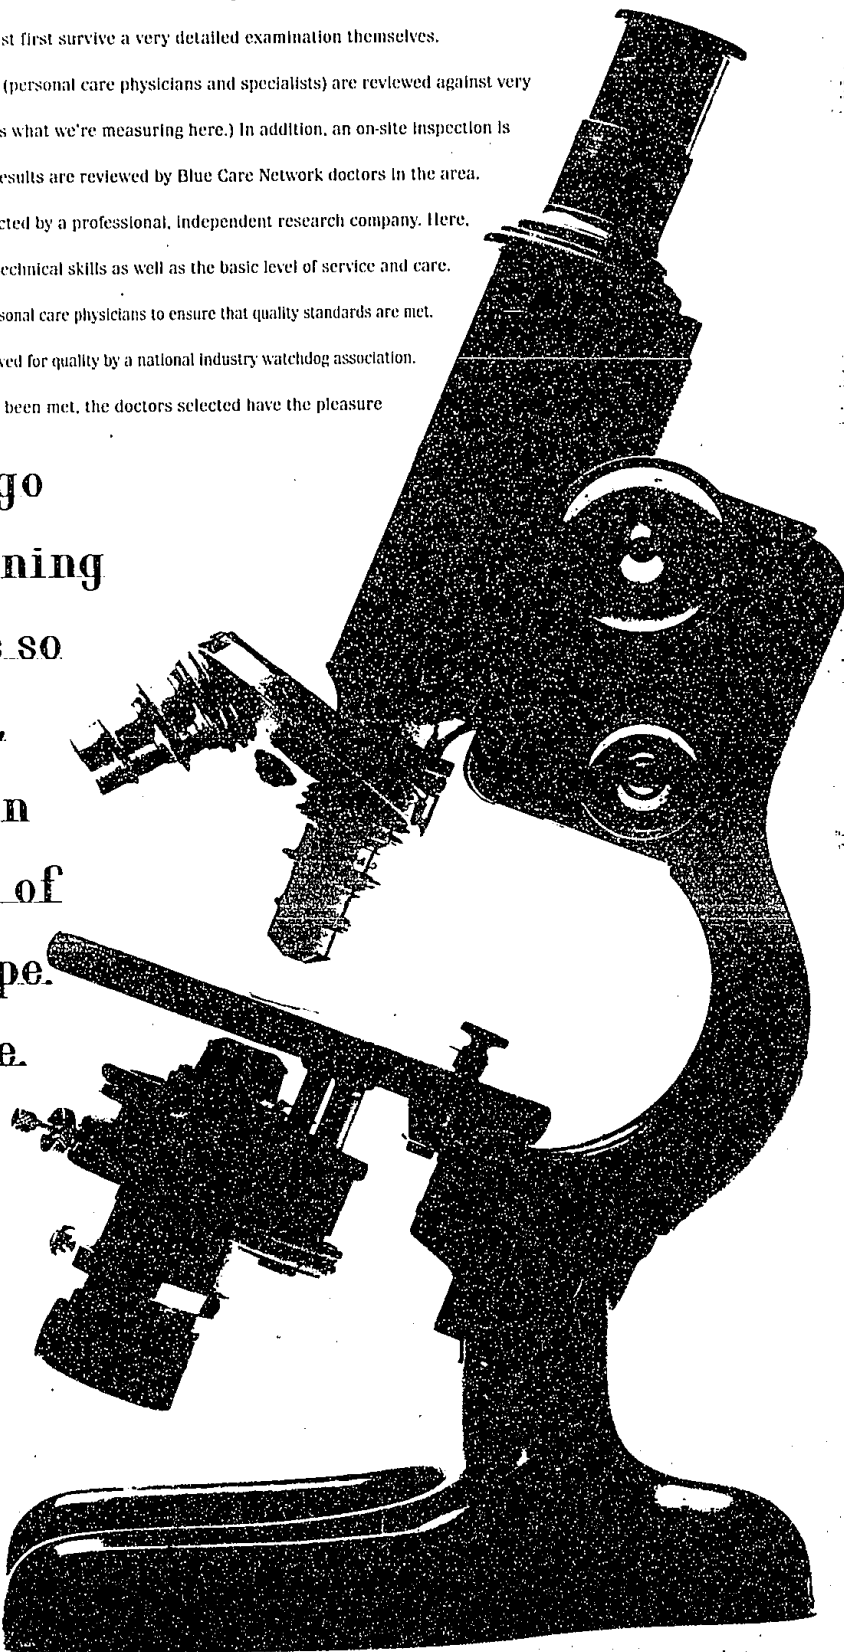 st first survive a very detailed examination themselves.
(personal care physicians and specialists) are reviewed against very
s what we're measuring here.) In addition, an on-site inspection is
esults are reviewed by Blue Care Network doctors in the area.
cted by a professional, independent research company. Here,
echnical skills as well as the basic level of service and care.
sonal care physicians to ensure that quality standards are met.
ved for quality by a national industry watchdog association.
been met, the doctors selected have the pleasure
go
ning
s so
,
n
of
pe.
e.